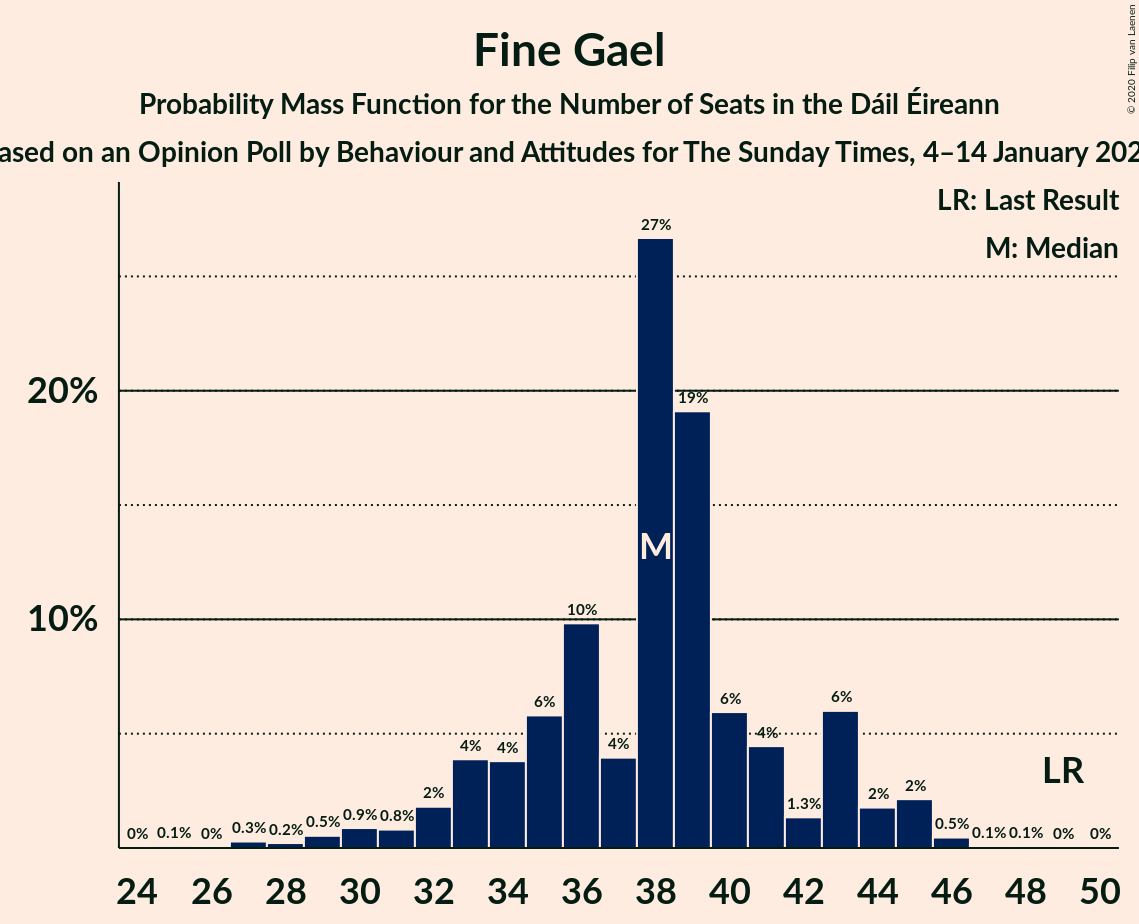 Fine Gael
Probability Mass Function for the Number of Seats in the Dáil Éireann
ased on an Opinion Poll by Behaviour and Attitudes for The Sunday Times, 4–14 January 202
© 2020 Filip van Laenen
LR: Last Result
M: Median
27%
20%
19%
M
10%
10%
6%
6%
6%
4%
4%
4%
4%
LR
2%
2%
2%
1.3%
0% 0.1% 0% 0.3% 0.2% 0.5% 0.9% 0.8%
0.5% 0.1% 0.1% 0% 0%
24 26 28 30 32 34 36 38 40 42 44 46 48 50